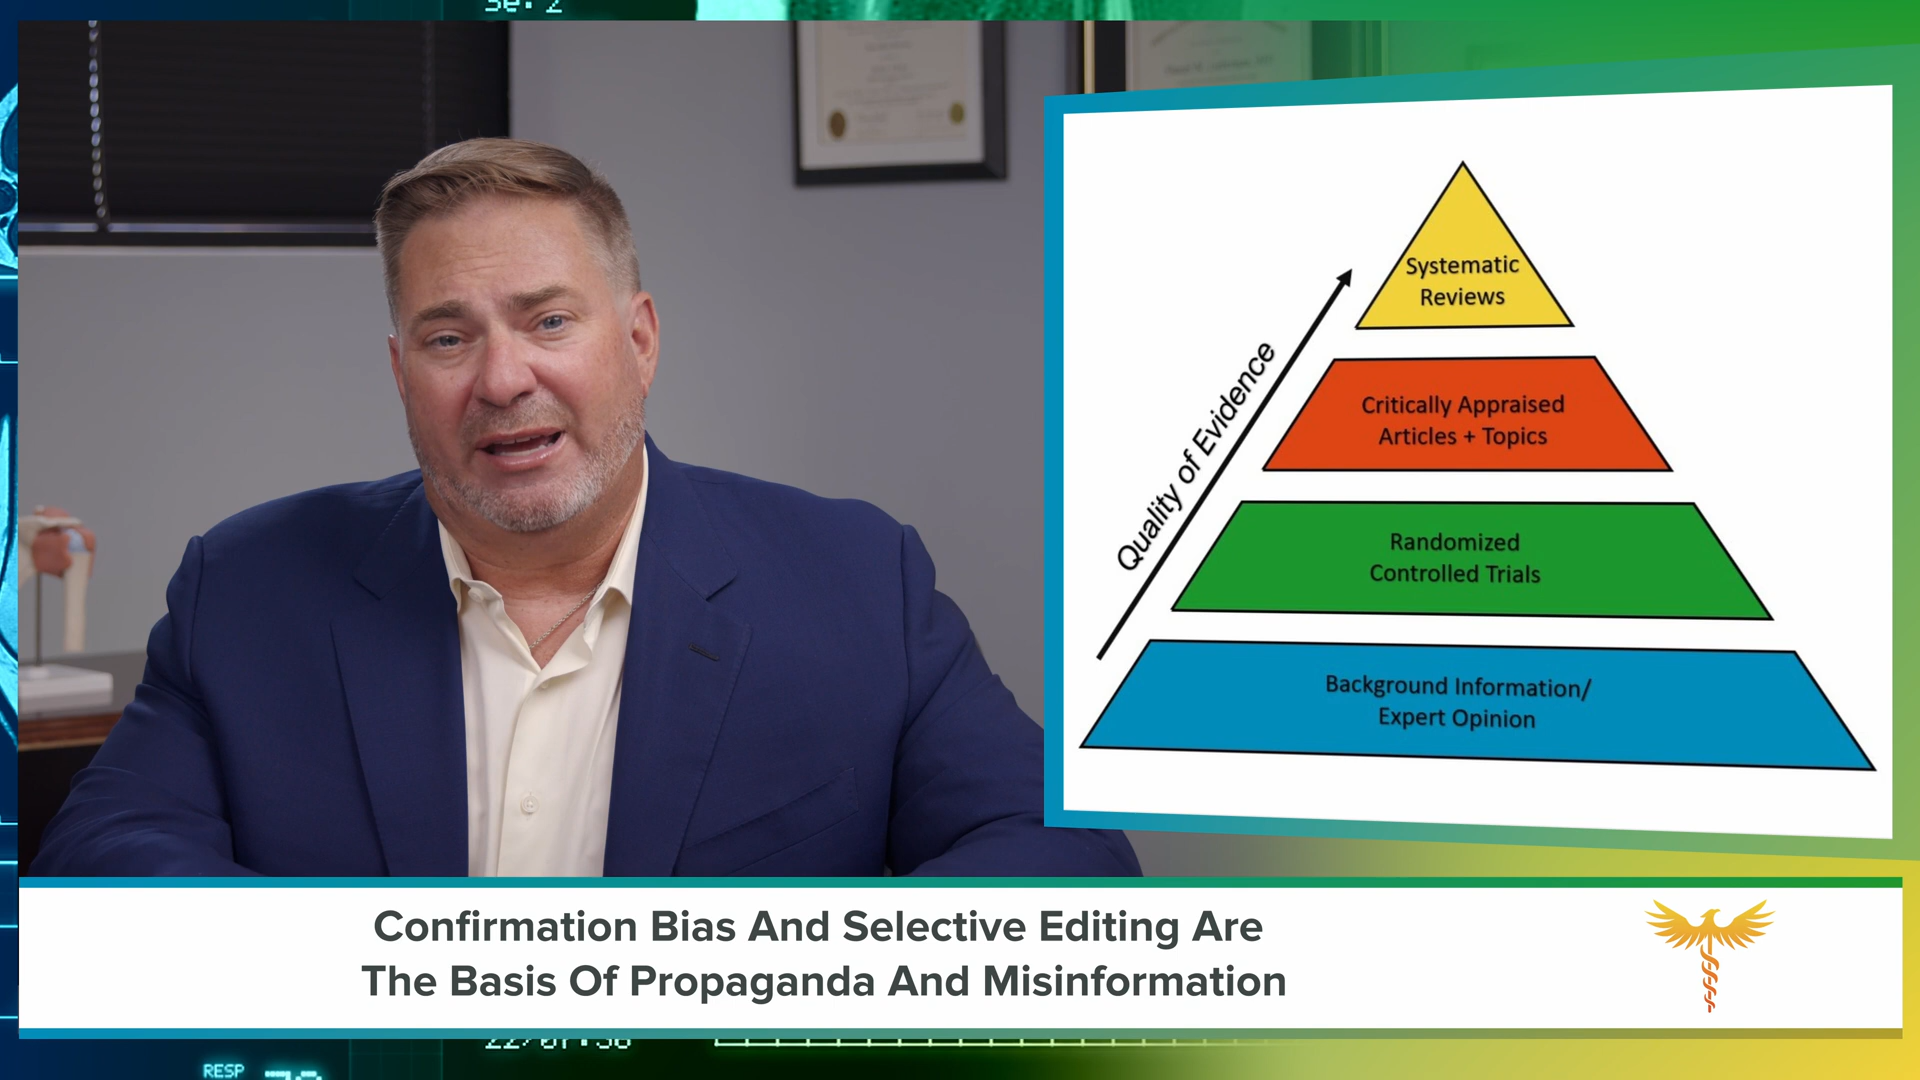 Systematic
Reviews
Critically Appraised
Articles + Topics
Randomized
Controlled Trials
Background Information/
Expert Opinion
Quality of Evidence
Confirmation Bias And Selective Editing Are
The Basis Of Propaganda And Misinformation
RESP